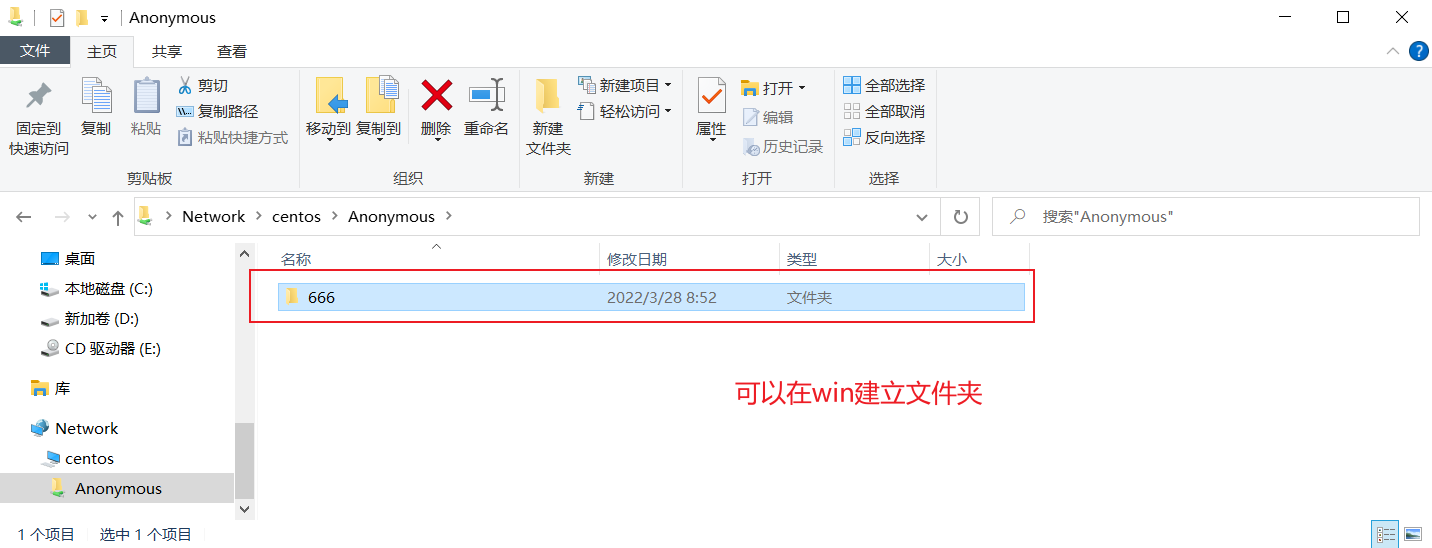 Anonymous
文件 主页 共享 查看
固定到
快速访问
复制
粘贴
剪切
复制路径
粘贴快捷方式
剪贴板
移动到
复制到
删除
重命名
组织
新建
文件夹
新建项目
轻松访问
新建
属性
打开
编辑
历史记录
打开
全部选择
全部取消
反向选择
选择
Network centos Anonymous
搜索"Anonymous"
桌面
本地磁盘 (C:)
新加卷 (D:)
CD 驱动器 (E:)
库
Network
centos
Anonymous
名称 修改日期 类型 大小
666 2022/3/28 8:52 文件夹
可以在win建立文件夹
1 个项目 选中 1 个项目